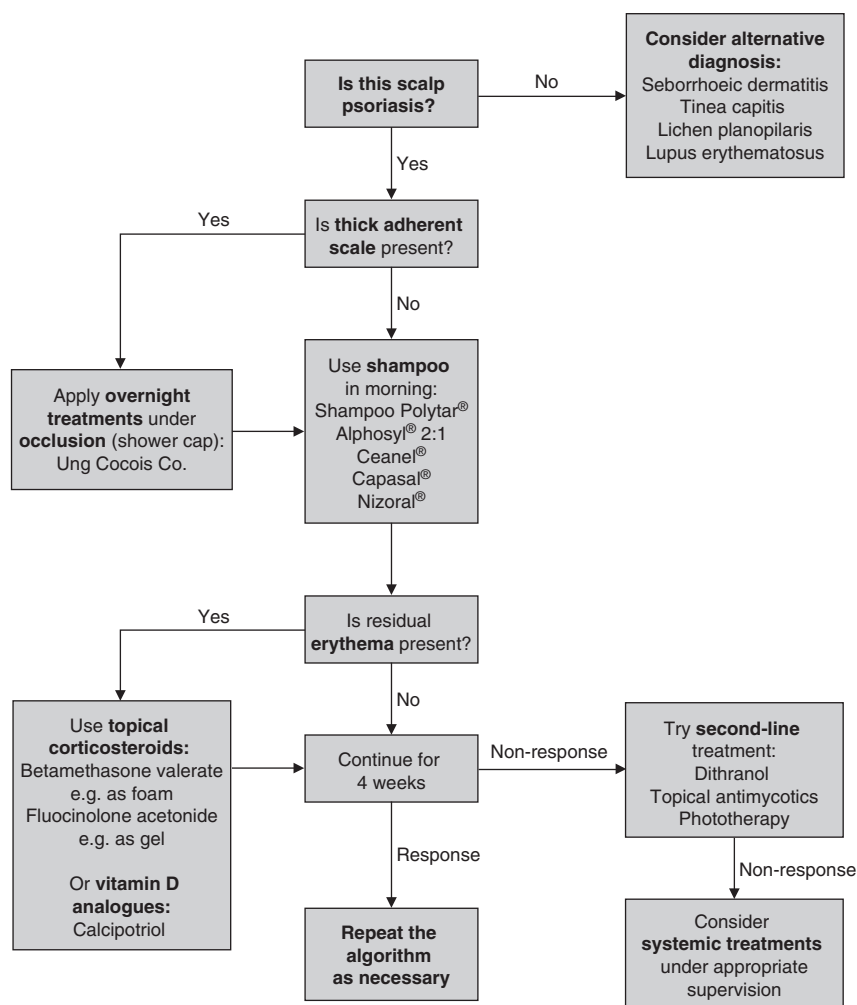 Is this scalp
psoriasis?
No
Consider alternative
diagnosis:
Seborrhoeic dermatitis
Tinea capitis
Lichen planopilaris
Lupus erythematosus
Yes
Is thick adherent
scale present?
Yes
No
Apply overnight
treatments under
occlusion (shower cap):
Ung Cocois Co.
Use shampoo
in morning:
Shampoo Polytar®
Alphosyl® 2:1
Ceanel®
Capasal®
Nizoral®
Is residual
erythema present?
Yes
No
Use topical
corticosteroids:
Betamethasone valerate
e.g. as foam
Fluocinolone acetonide
e.g. as gel
Or vitamin D
analogues:
Calcipotriol
Continue for
4 weeks
Non-response
Try second-line
treatment:
Dithranol
Topical antimycotics
Phototherapy
Response
Non-response
Repeat the
algorithm
as necessary
Consider
systemic treatments
under appropriate
supervision